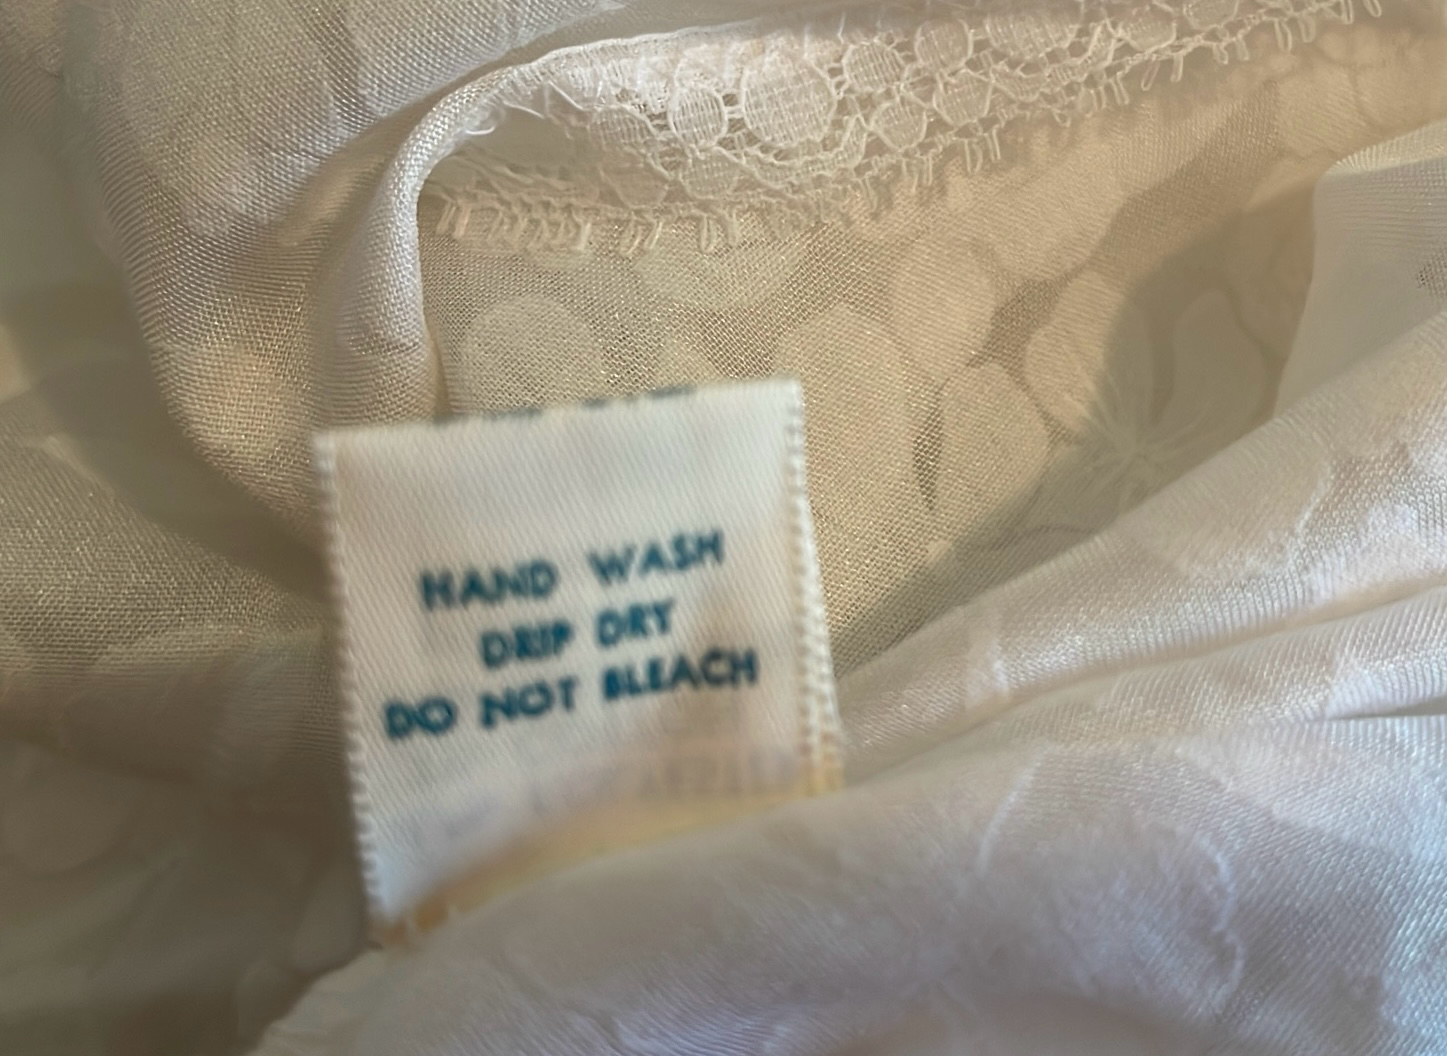 HAND WASH
DRIP DRY
DO NOT BLEACH